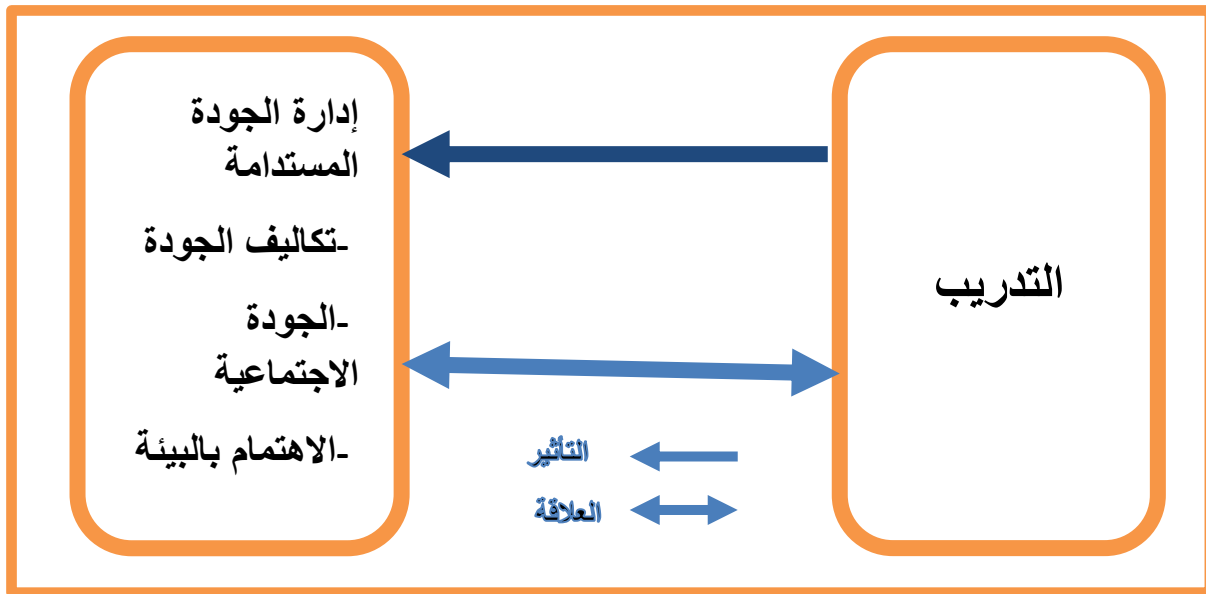 التدريب
إدارة الجودة
المستدامة
-تكاليف الجودة
-الجودة
الاجتماعية
-الاهتمام بالبيئة
التأثير
العلاقة